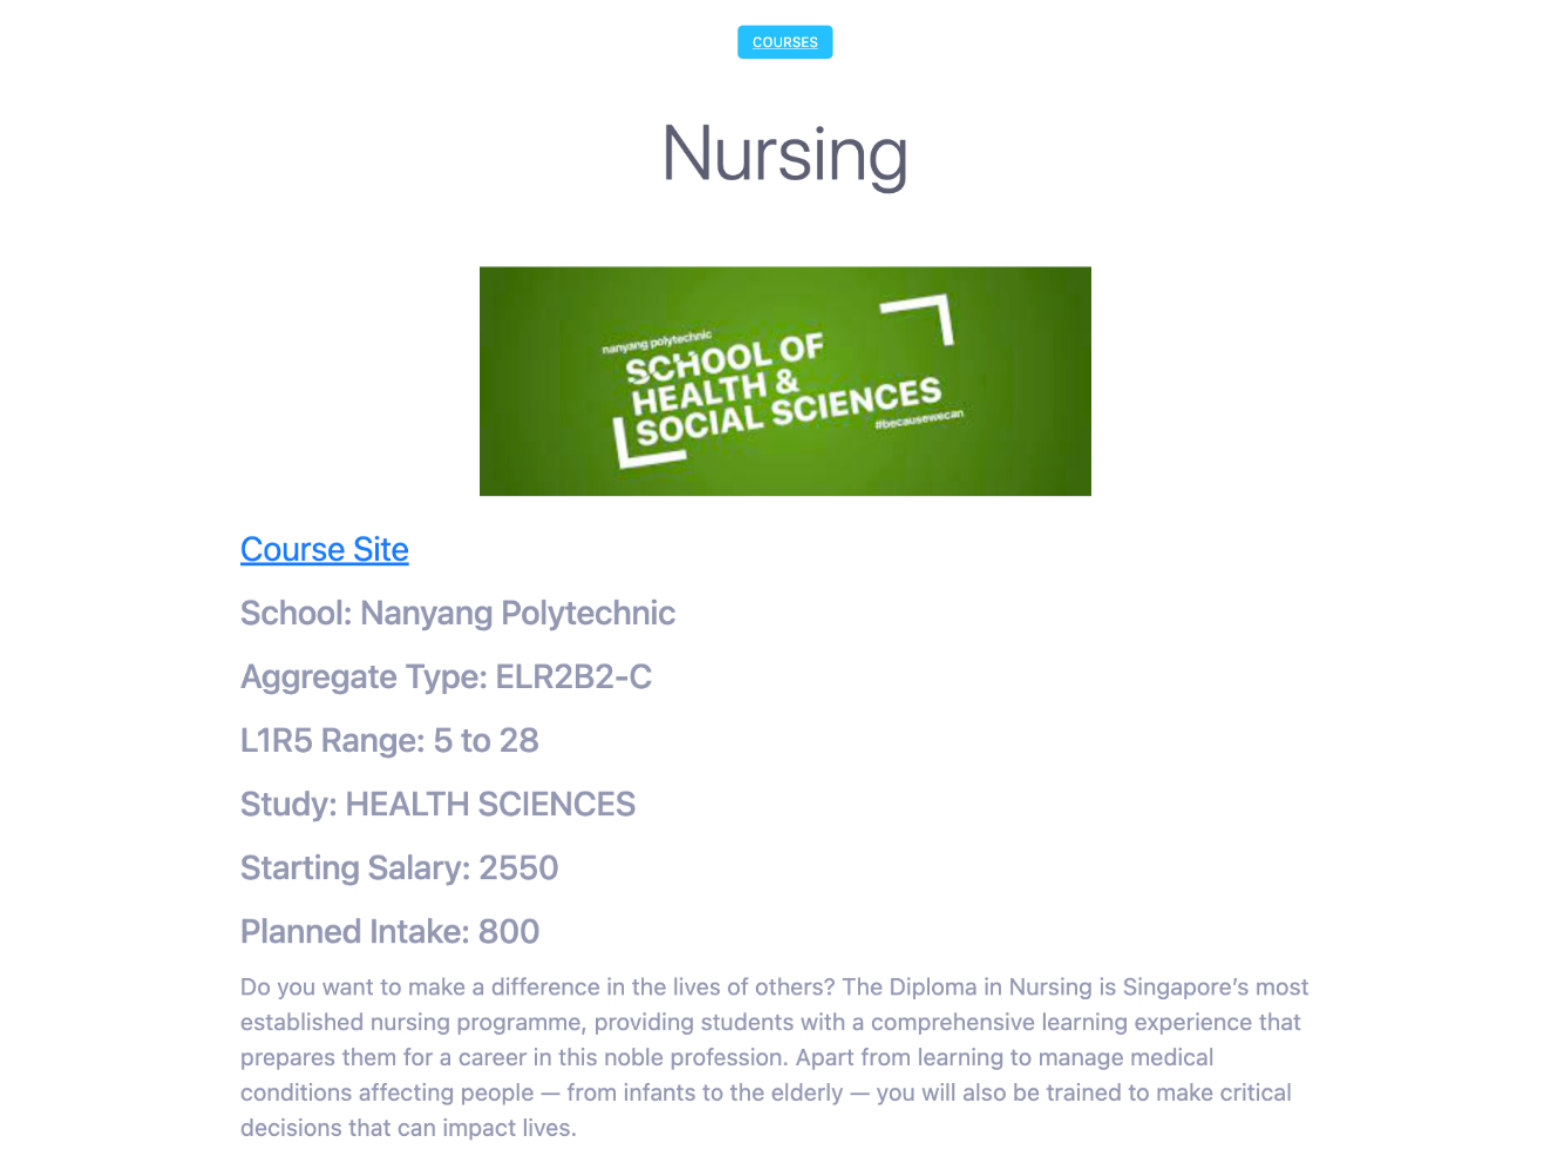 COURSES
Nursing
nanyang polytechnic
SCHOOL OF
HEALTH &
SOCIAL SCIENCES
#becausewecan
Course Site
School: Nanyang Polytechnic
Aggregate Type: ELR2B2-C
L1R5 Range: 5 to 28
Study: HEALTH SCIENCES
Starting Salary: 2550
Planned Intake: 800
Do you want to make a difference in the lives of others? The Diploma in Nursing is Singapore’s most
established nursing programme, providing students with a comprehensive learning experience that
prepares them for a career in this noble profession. Apart from learning to manage medical
conditions affecting people — from infants to the elderly — you will also be trained to make critical
decisions that can impact lives.